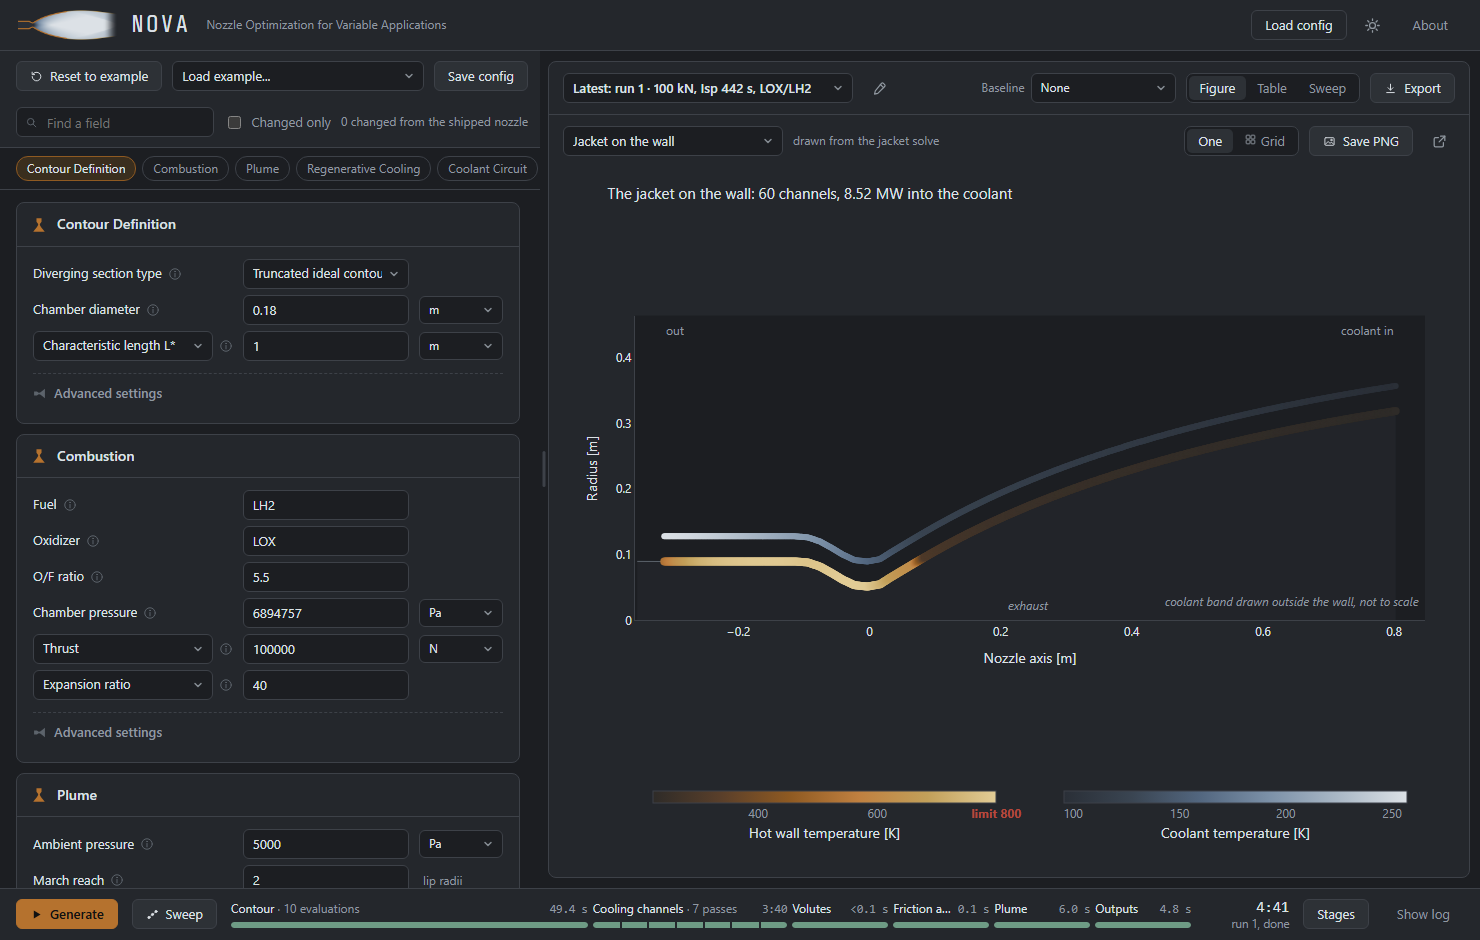 NOVA Nozzle Optimization for Variable Applications Load config About
Reset to example Load example... Save config
Find a field Changed only 0 changed from the shipped nozzle
Contour Definition Combustion Plume Regenerative Cooling Coolant Circuit
Contour Definition
Diverging section type Truncated ideal contou
Chamber diameter 0.18 m
Characteristic length L* 1 m
Advanced settings
Combustion
Fuel LH2
Oxidizer LOX
O/F ratio 5.5
Chamber pressure 6894757 Pa
Thrust 100000 N
Expansion ratio 40
Advanced settings
Plume
Ambient pressure 5000 Pa
March reach 2 lip radii
Latest: run 1 · 100 kN, Isp 442 s, LOX/LH2 Baseline None Figure Table Sweep Export
Jacket on the wall drawn from the jacket solve One Grid Save PNG
The jacket on the wall: 60 channels, 8.52 MW into the coolant
out coolant in
0.4
0.3
0.2
0.1
0
Radius [m]
exhaust coolant band drawn outside the wall, not to scale
−0.2 0 0.2 0.4 0.6 0.8
Nozzle axis [m]
400 600 limit 800
Hot wall temperature [K]
100 150 200 250
Coolant temperature [K]
Generate Sweep Contour · 10 evaluations 49.4 s Cooling channels · 7 passes 3:40 Volutes <0.1 s Friction a... 0.1 s Plume 6.0 s Outputs 4.8 s 4:41 Stages Show log
run 1, done